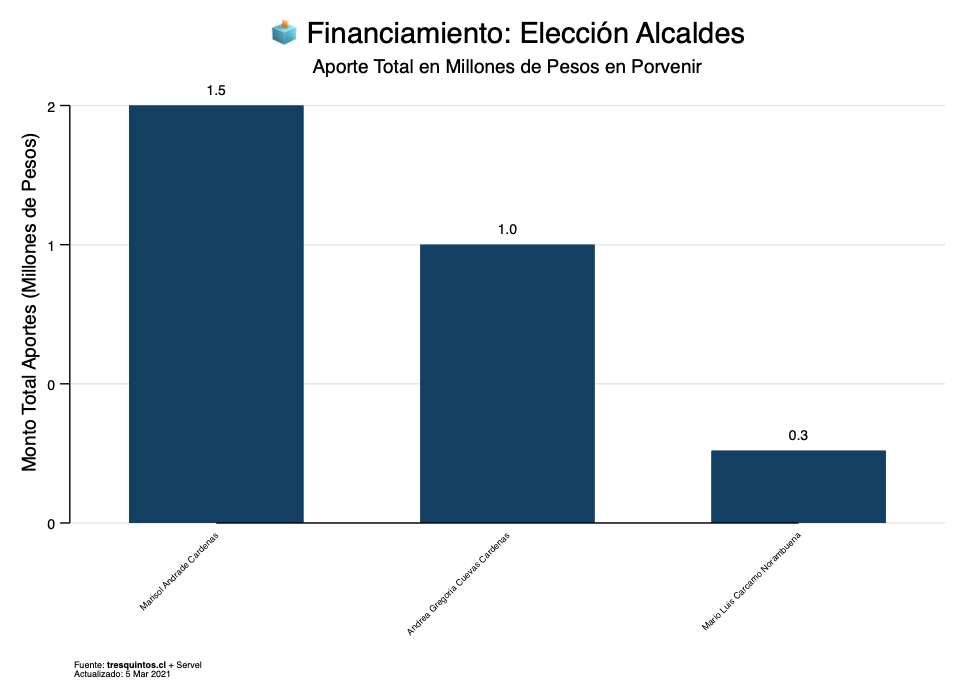 Financiamiento: Elección Alcaldes
Aporte Total en Millones de Pesos en Porvenir
Monto Total Aportes (Millones de Pesos)
2
1
0
0
1.5
1.0
0.3
Marisol Andrade Cardenas
Andrea Gregoria Cuevas Cardenas
Mario Luis Carcamo Norambuena
Fuente: tresquintos.cl + Servel
Actualizado: 5 Mar 2021